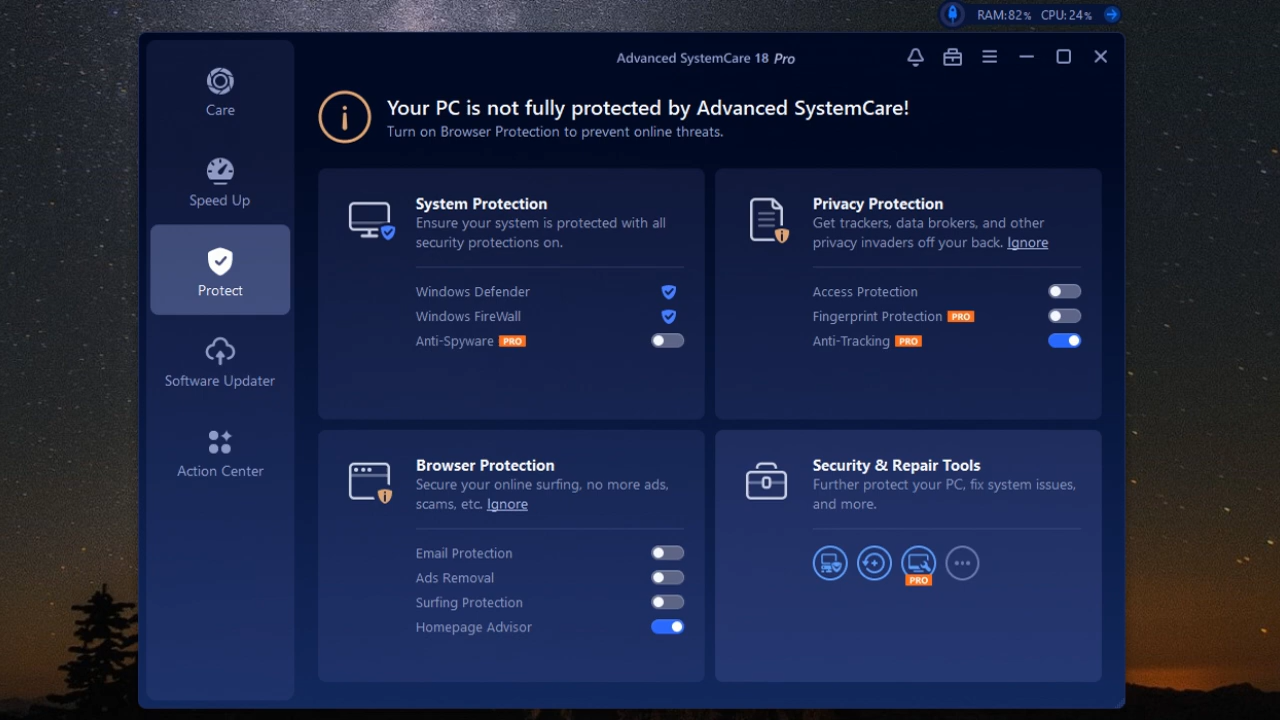 RAM:82% CPU:24%
Advanced SystemCare 18 Pro
Care
Speed Up
Protect
Software Updater
Action Center
Your PC is not fully protected by Advanced SystemCare!
Turn on Browser Protection to prevent online threats.
System Protection
Ensure your system is protected with all
security protections on.
Windows Defender
Windows FireWall
Anti-Spyware PRO
Privacy Protection
Get trackers, data brokers, and other
privacy invaders off your back. Ignore
Access Protection
Fingerprint Protection PRO
Anti-Tracking PRO
Browser Protection
Secure your online surfing, no more ads,
scams, etc. Ignore
Email Protection
Ads Removal
Surfing Protection
Homepage Advisor
Security & Repair Tools
Further protect your PC, fix system issues,
and more.
PRO